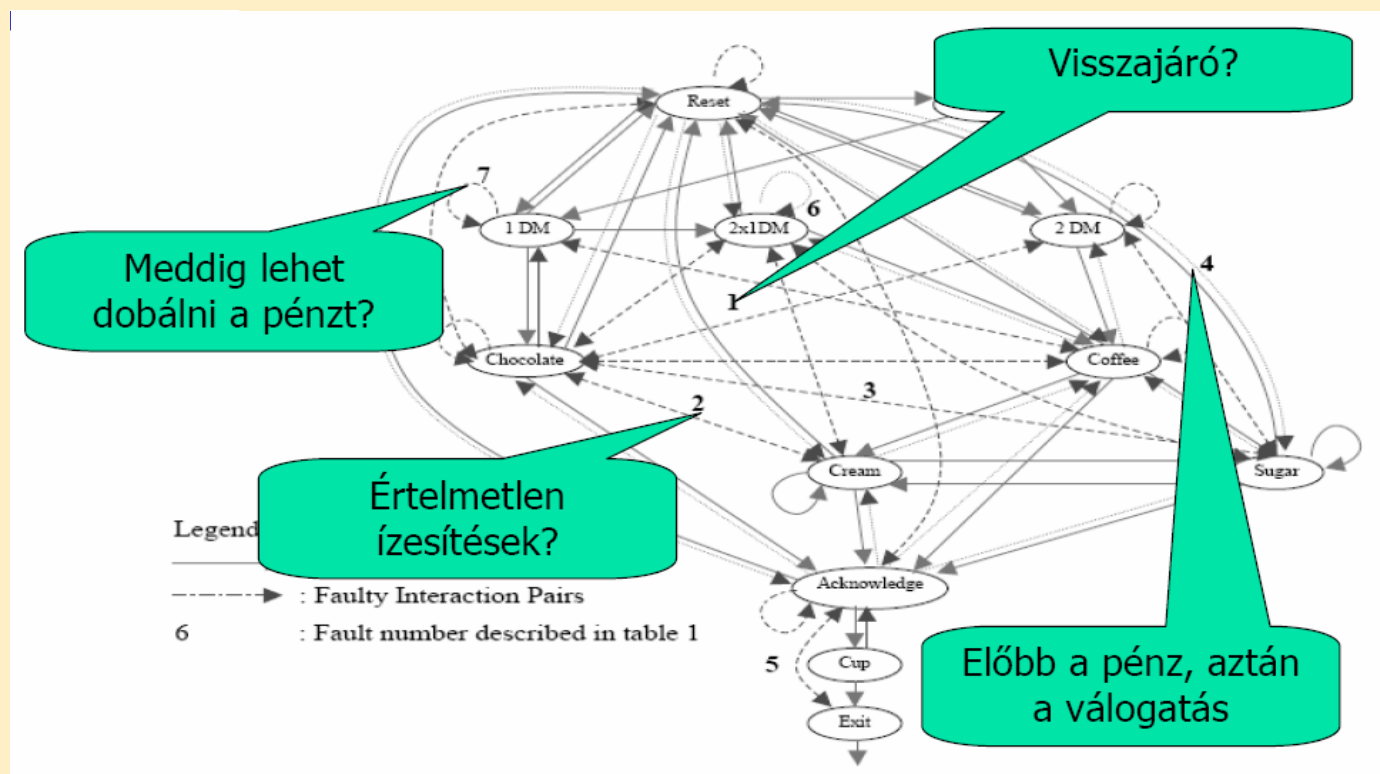 Visszajáró?
Reset
7
1 DM
2x1DM
6
2 DM
4
Meddig lehet
dobálni a pénzt?
1
Chocolate
Coffee
2
3
Cream
Sugar
Értelmetlen
ízesítések?
Legend
Acknowledge
: Faulty Interaction Pairs
6 : Fault number described in table 1
5
Cup
Exit
Előbb a pénz, aztán
a válogatás